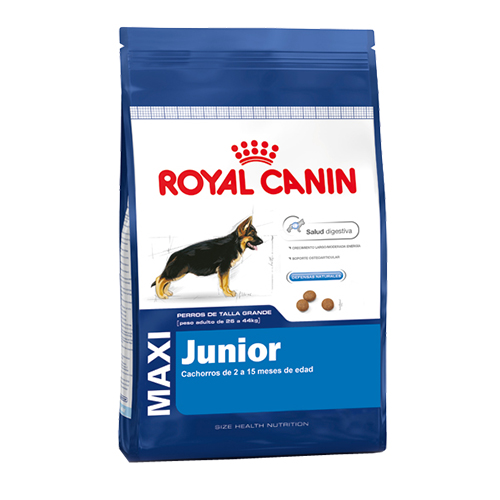 ROYAL CANIN
Salud digestiva
DEFENSAS NATURALES
PERROS DE TALLA GRANDE
[peso adulto de 26 a 44kg]
MAXI
Junior
Cachorros de 2 a 15 meses de edad
SIZE HEALTH NUTRITION